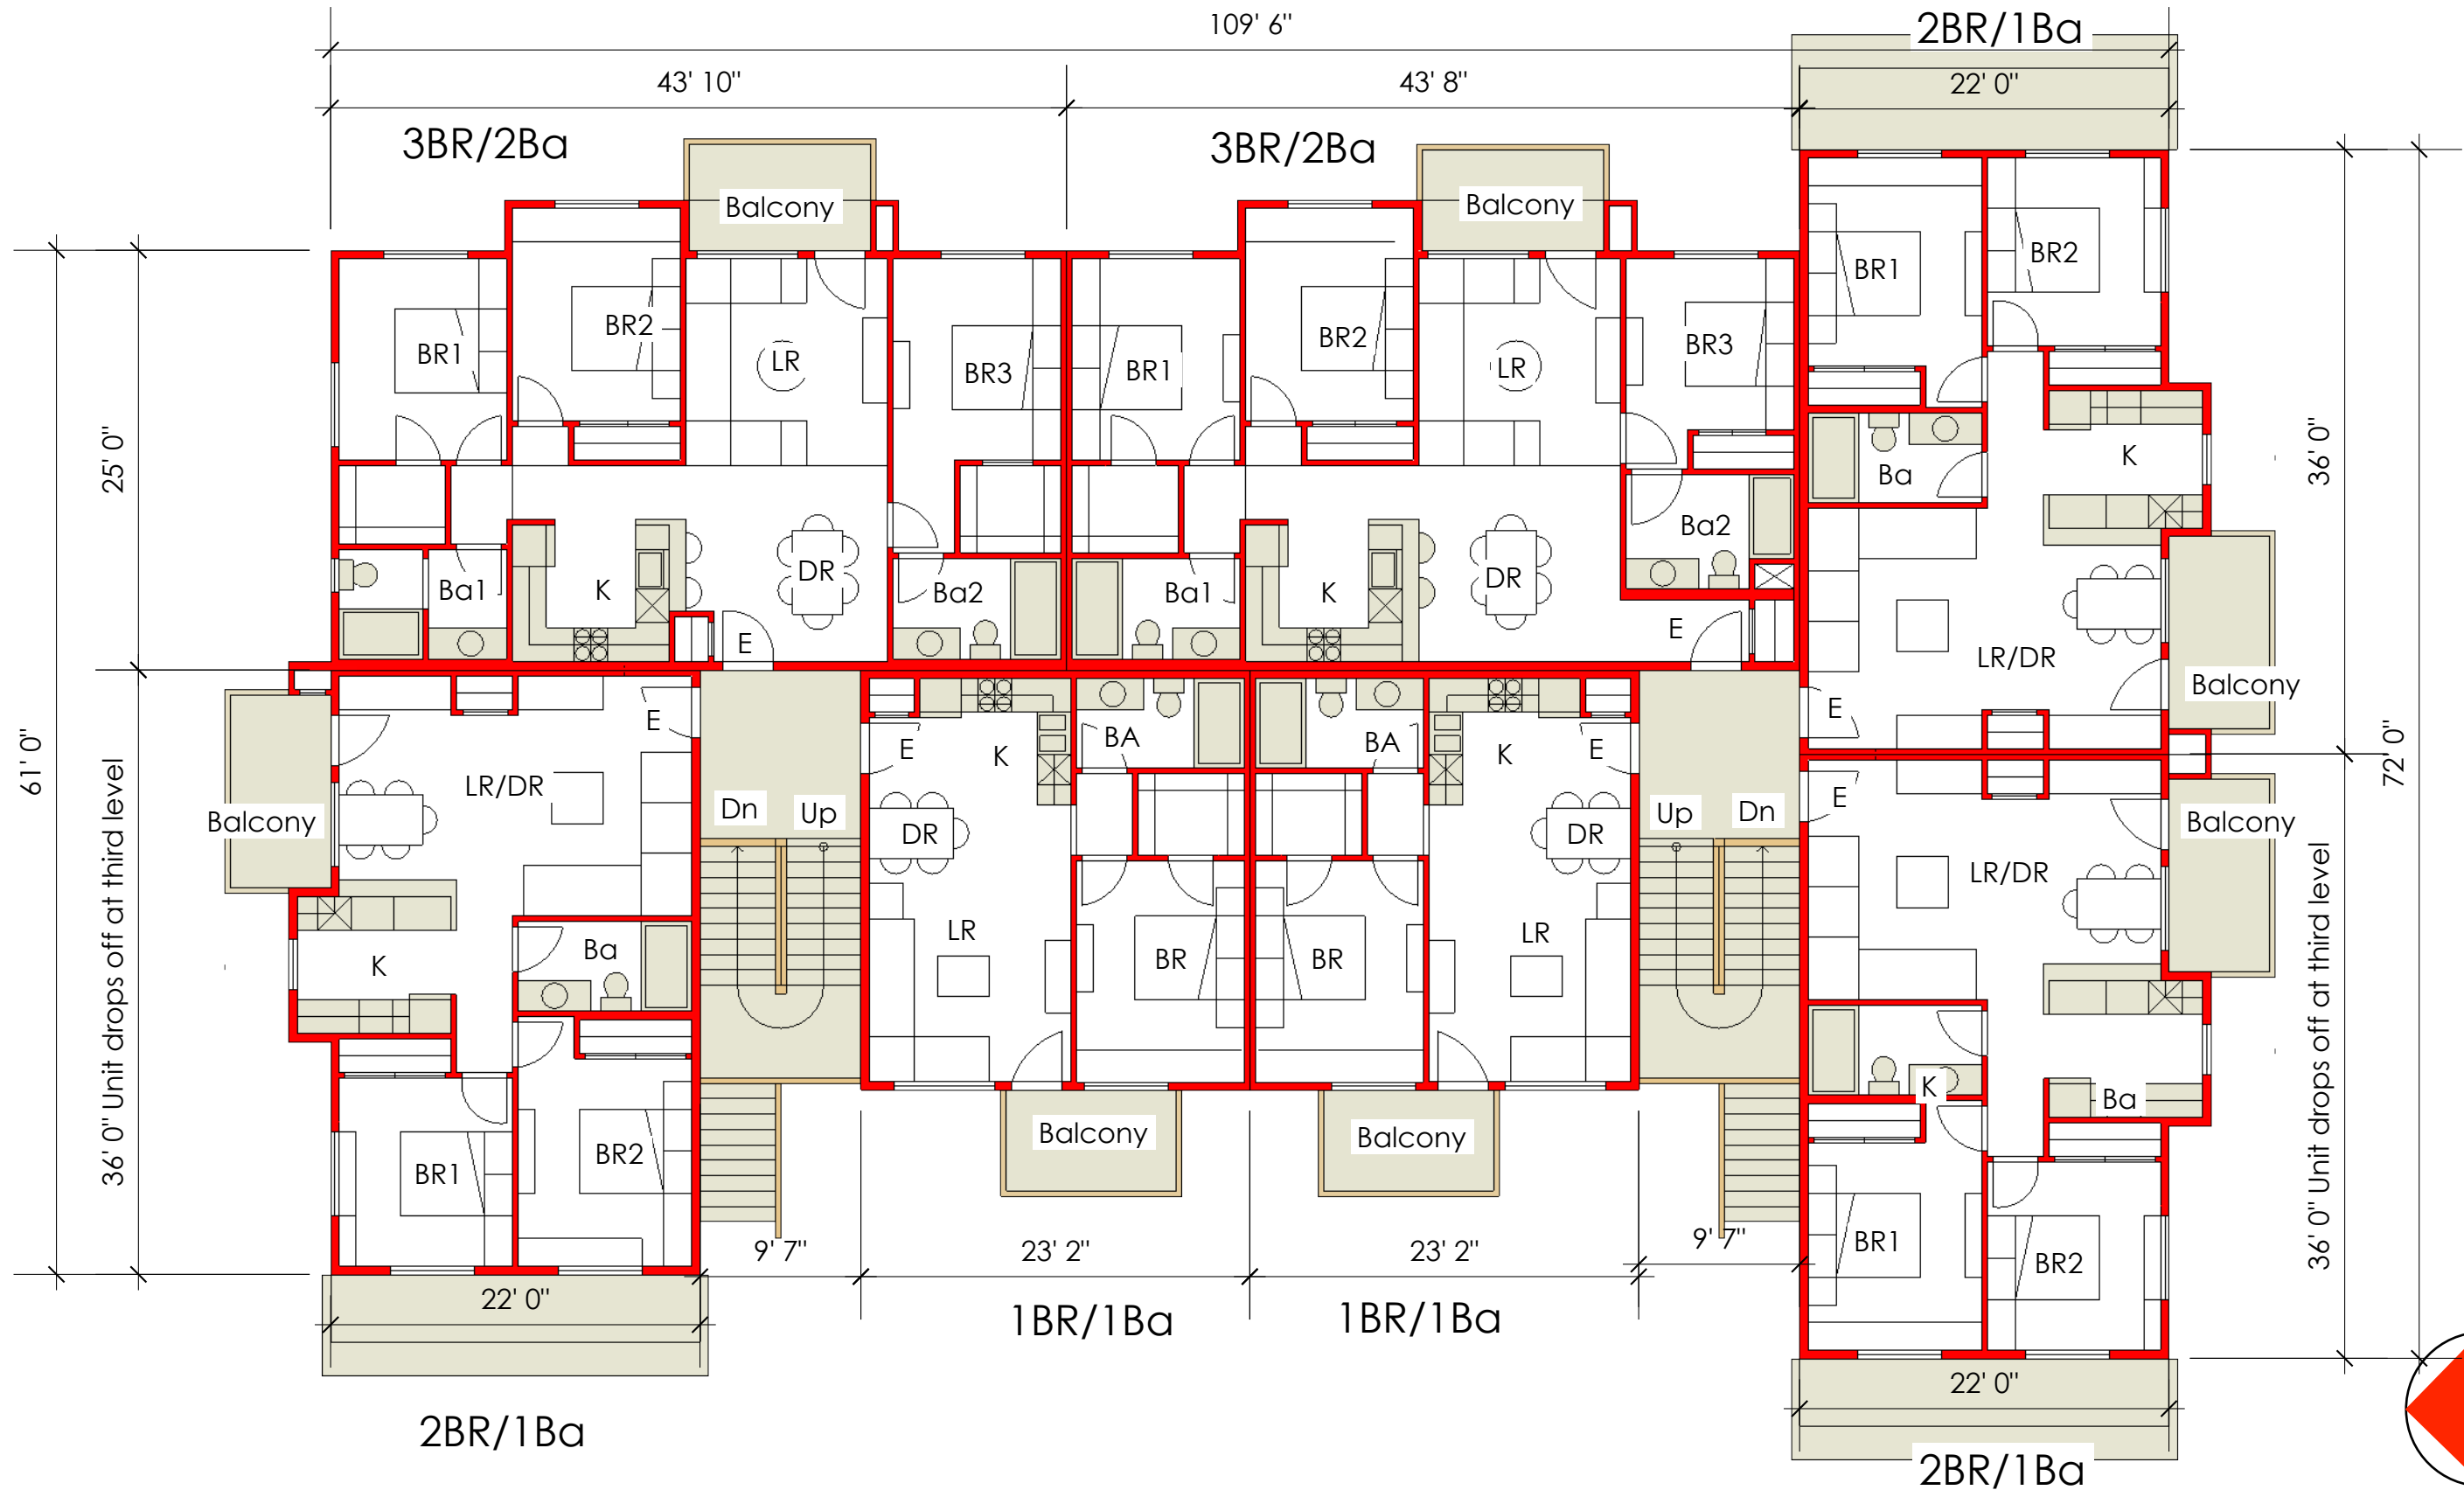 109' 6"
2BR/1Ba
43' 10"
43' 8"
22' 0"
3BR/2Ba
3BR/2Ba
Balcony
Balcony
BR1
BR2
LR
BR3
BR1
BR2
LR
BR3
BR1
BR2
25' 0"
36' 0"
K
Ba
Ba1
K
DR
Ba2
Ba1
K
DR
Ba2
E
E
LR/DR
Balcony
E
61' 0"
72' 0"
36' 0" Unit drops off at third level
36' 0" Unit drops off at third level
E
LR/DR
Balcony
Dn
Up
E
K
BA
BA
K
E
DR
DR
Up
Dn
E
LR/DR
Balcony
K
Ba
LR
BR
BR
LR
K
Ba
BR1
BR2
Balcony
Balcony
BR1
BR2
9' 7"
23' 2"
23' 2"
9' 7"
22' 0"
1BR/1Ba
1BR/1Ba
22' 0"
2BR/1Ba
2BR/1Ba